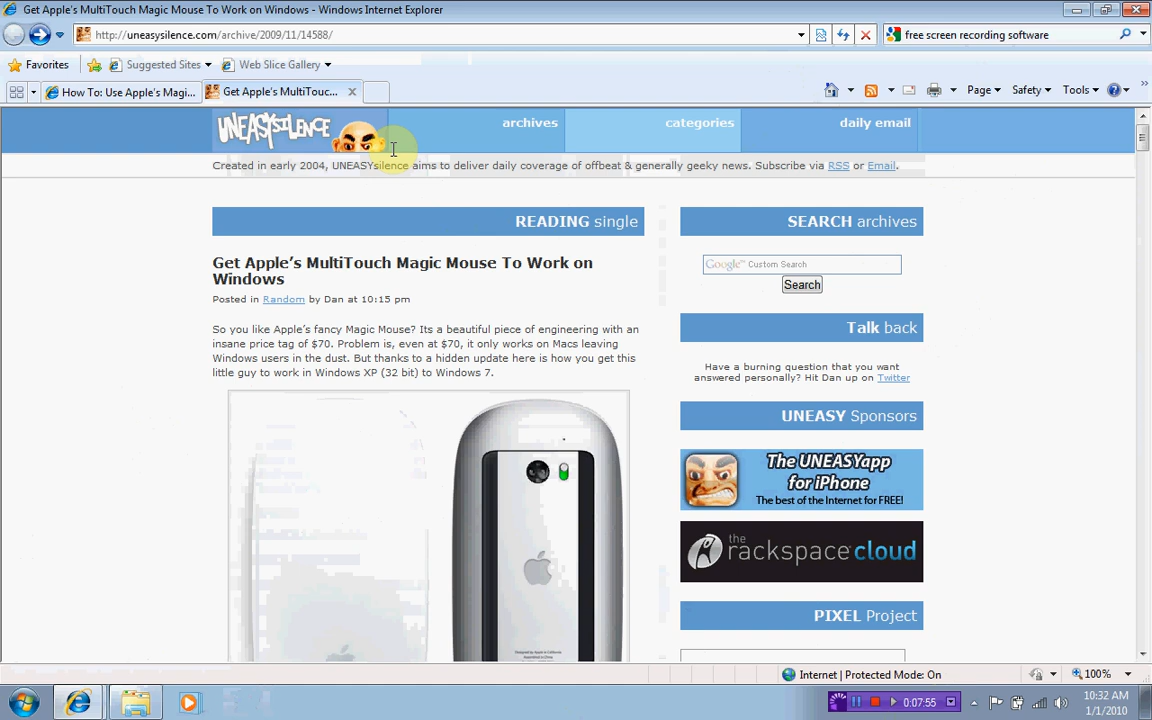 Get Apple's MultiTouch Magic Mouse To Work on Windows - Windows Internet Explorer
http://uneasysilence.com/archive/2009/11/14588/
free screen recording software
Favorites
Suggested Sites
Web Slice Gallery
How To: Use Apple's Magi...
Get Apple's MultiTouc...
Page
Safety
Tools
UNEASYSILENCE
archives
categories
daily email
Created in early 2004, UNEASYsilence aims to deliver daily coverage of offbeat & generally geeky news. Subscribe via RSS or Email.
READING single
Get Apple's MultiTouch Magic Mouse To Work on
Windows
Posted in Random by Dan at 10:15 pm
So you like Apple's fancy Magic Mouse? Its a beautiful piece of engineering with an
insane price tag of $70. Problem is, even at $70, it only works on Macs leaving
Windows users in the dust. But thanks to a hidden update here is how you get this
little guy to work in Windows XP (32 bit) to Windows 7.
SEARCH archives
Google™ Custom Search
Search
Talk back
Have a burning question that you want
answered personally? Hit Dan up on Twitter
UNEASY Sponsors
The UNEASYapp
for iPhone
The best of the Internet for FREE!
the
rackspace cloud
PIXEL Project
Internet | Protected Mode: On
100%
0:07:55
10:32 AM
1/1/2010